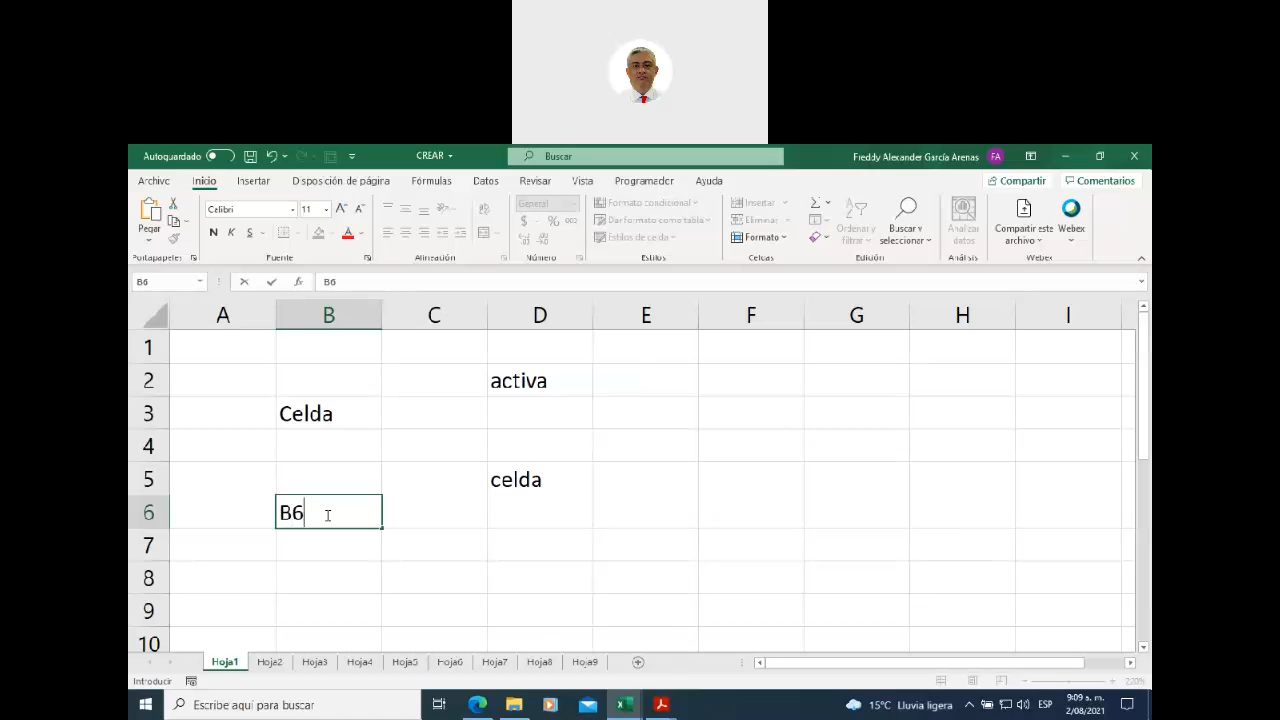 Autoguardado
CREAR
Buscar
Freddy Alexander García Arenas
FA
Archivo
Inicio
Insertar
Disposición de página
Fórmulas
Datos
Revisar
Vista
Programador
Ayuda
Compartir
Comentarios
Pegar
Calibri
11
N K S
General
Formato condicional
Dar formato como tabla
Estilos de celda
Insertar
Eliminar
Formato
Ordenary
filtrar
Buscar y
seleccionar
Analizar
datos
Compartir este
archivo
Webex
Portapapeles
Fuente
Alineación
Número
Estilos
Celdas
Edición
Análisis
Webex
B6
fx
B6
A B C D E F G H I
1
2 activa
3 Celda
4
5 celda
6 B6
7
8
9
10
Hoja1 Hoja2 Hoja3 Hoja4 Hoja5 Hoja6 Hoja7 Hoja8 Hoja9
Introducir
220%
Escribe aquí para buscar
15°C Lluvia ligera
ESP
9:09 a. m.
2/08/2021